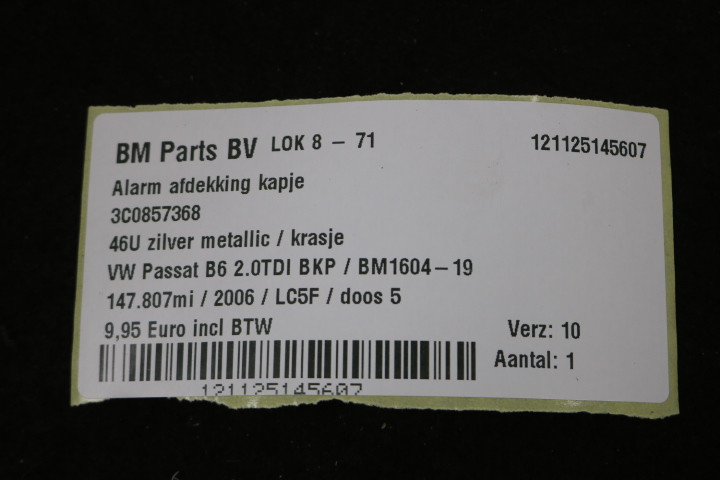 BM Parts BV LOK 8 - 71 121125145607
Alarm afdekking kapje
3C0857368
46U zilver metallic / krasje
VW Passat B6 2.0TDI BKP / BM1604-19
147.807mi / 2006 / LC5F / doos 5
9,95 Euro incl BTW Verz: 10
Aantal: 1
121125145607